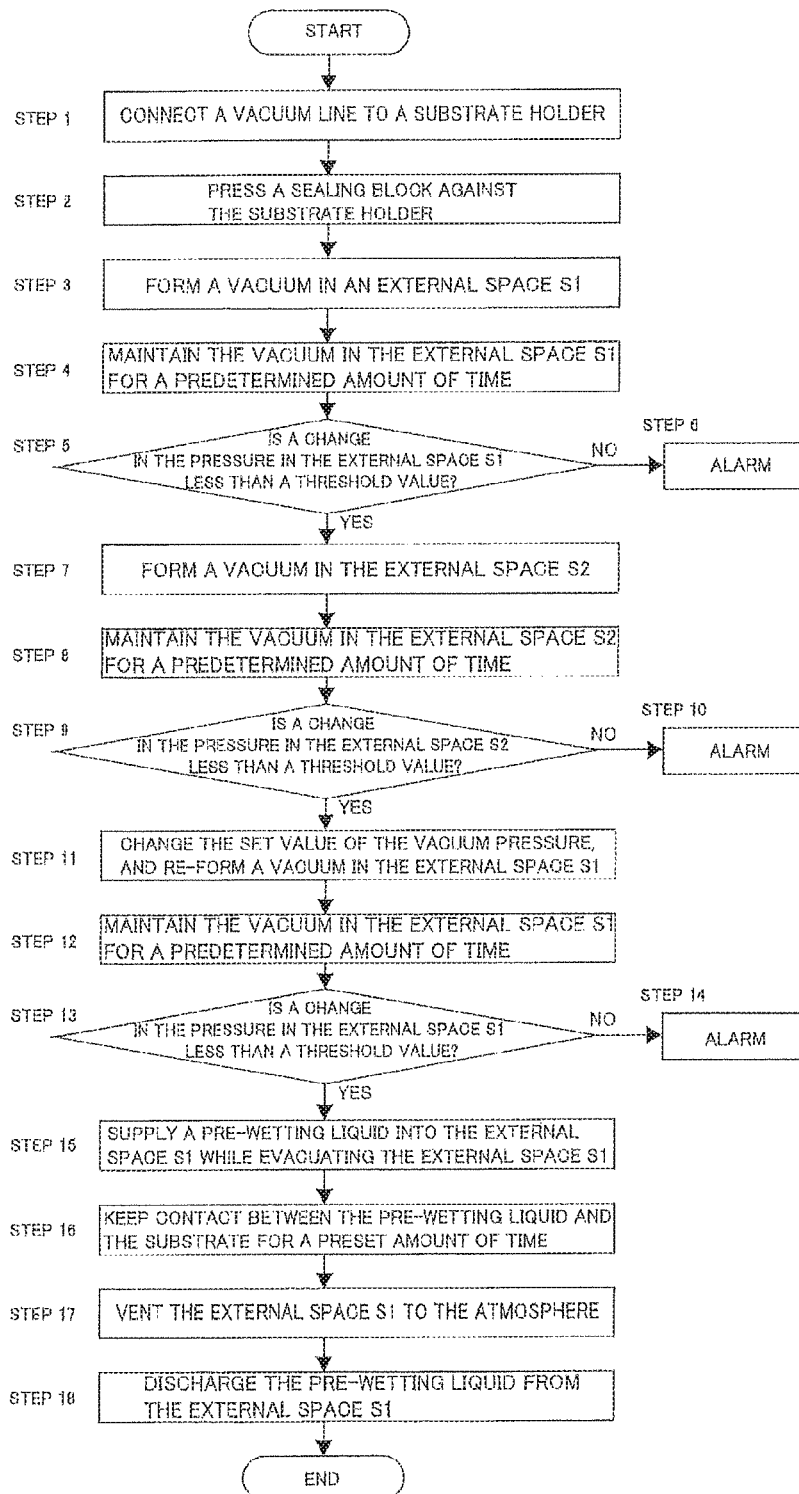 START
STEP 1
CONNECT A VACUUM LINE TO A SUBSTRATE HOLDER
STEP 2
PRESS A SEALING BLOCK AGAINST
THE SUBSTRATE HOLDER
STEP 3
FORM A VACUUM IN AN EXTERNAL SPACE S1
STEP 4
MAINTAIN THE VACUUM IN THE EXTERNAL SPACE S1
FOR A PREDETERMINED AMOUNT OF TIME
STEP 5
IS A CHANGE
IN THE PRESSURE IN THE EXTERNAL SPACE S1
LESS THAN A THRESHOLD VALUE?
NO
STEP 6
ALARM
YES
STEP 7
FORM A VACUUM IN THE EXTERNAL SPACE S2
STEP 8
MAINTAIN THE VACUUM IN THE EXTERNAL SPACE S2
FOR A PREDETERMINED AMOUNT OF TIME
STEP 9
IS A CHANGE
IN THE PRESSURE IN THE EXTERNAL SPACE S2
LESS THAN A THRESHOLD VALUE?
NO
STEP 10
ALARM
YES
STEP 11
CHANGE THE SET VALUE OF THE VACUUM PRESSURE,
AND RE-FORM A VACUUM IN THE EXTERNAL SPACE S1
STEP 12
MAINTAIN THE VACUUM IN THE EXTERNAL SPACE S1
FOR A PREDETERMINED AMOUNT OF TIME
STEP 13
IS A CHANGE
IN THE PRESSURE IN THE EXTERNAL SPACE S1
LESS THAN A THRESHOLD VALUE?
NO
STEP 14
ALARM
YES
STEP 15
SUPPLY A PRE-WETTING LIQUID INTO THE EXTERNAL
SPACE S1 WHILE EVACUATING THE EXTERNAL SPACE S1
STEP 16
KEEP CONTACT BETWEEN THE PRE-WETTING LIQUID AND
THE SUBSTRATE FOR A PRESET AMOUNT OF TIME
STEP 17
VENT THE EXTERNAL SPACE S1 TO THE ATMOSPHERE
STEP 18
DISCHARGE THE PRE-WETTING LIQUID FROM
THE EXTERNAL SPACE S1
END